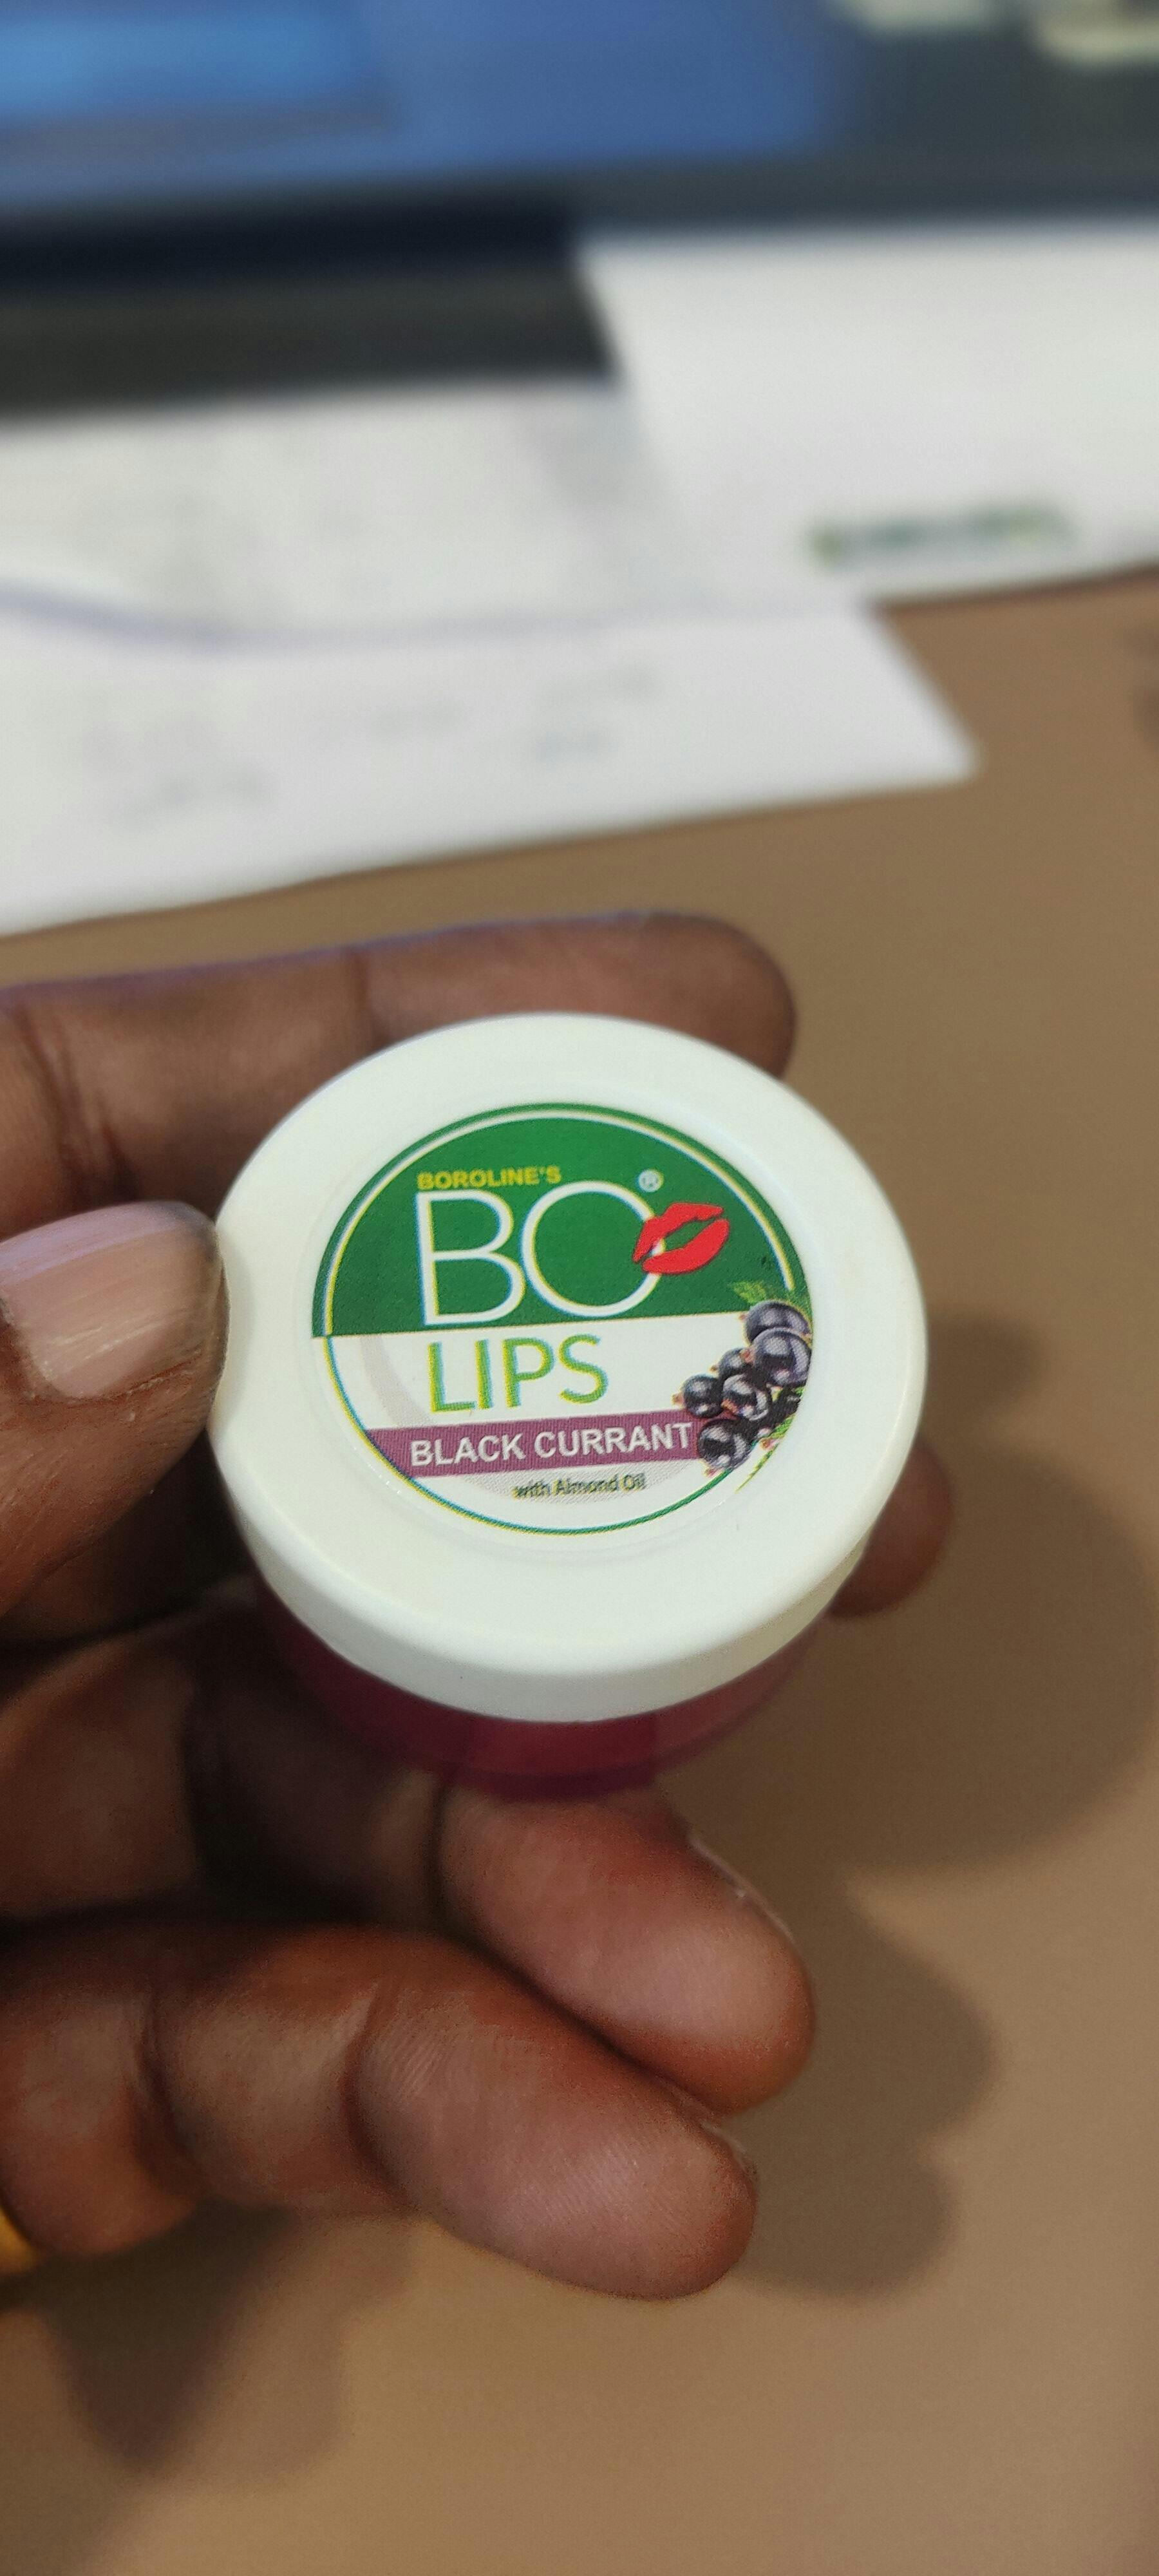 BOROLINE'S
BO®
LIPS
BLACK CURRANT
with Almond Oil